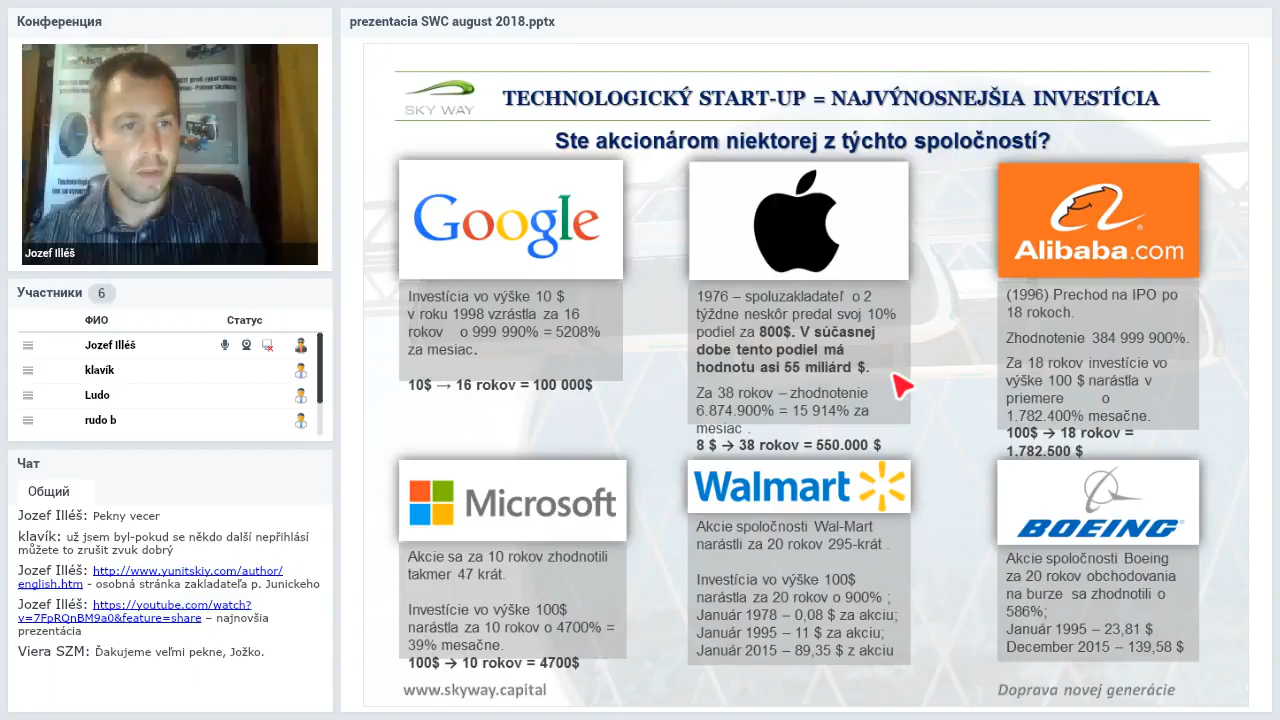 Конференция
Jozef Illéš
Участники 6
ФИО Статус
Jozef Illéš
klavík
Ludo
rudo b
Чат
Общий
Jozef Illéš: Pekny vecer
klavík: už jsem byl-pokud se někdo další nepřihlásí
můžete to zrušit zvuk dobrý
Jozef Illéš: http://www.yunitskiy.com/author/
english.htm - osobná stránka zakladateľa p. Junickeho
Jozef Illéš: https://youtube.com/watch?
v=7FpRQnBM9a0&feature=share – najnovšia
prezentácia
Viera SZM: Ďakujeme veľmi pekne, Jožko.
prezentacia SWC august 2018.pptx
SKY WAY
TECHNOLOGICKÝ START-UP = NAJVÝNOSNEJŠIA INVESTÍCIA
Ste akcionárom niektorej z týchto spoločností?
Google
Investícia vo výške 10 $
v roku 1998 vzrástla za 16
rokov o 999 990% = 5208%
za mesiac.
10$ → 16 rokov = 100 000$
1976 – spoluzakladateľ o 2
týždne neskôr predal svoj 10%
podiel za 800$. V súčasnej
dobe tento podiel má
hodnotu asi 55 miliárd $.
Za 38 rokov – zhodnotenie
6.874.900% = 15 914% za
mesiac .
8 $ → 38 rokov = 550.000 $
Alibaba.com
(1996) Prechod na IPO po
18 rokoch.
Zhodnotenie 384 999 900%.
Za 18 rokov investície vo
výške 100 $ narástla v
priemere o
1.782.400% mesačne.
100$ → 18 rokov =
1.782.500 $
Microsoft
Akcie sa za 10 rokov zhodnotili
takmer 47 krát.
Investície vo výške 100$
narástla za 10 rokov o 4700% =
39% mesačne.
100$ → 10 rokov = 4700$
Walmart
Akcie spoločnosti Wal-Mart
narástli za 20 rokov 295-krát .
Investícia vo výške 100$
narástla za 20 rokov o 900% ;
Január 1978 – 0,08 $ za akciu;
Január 1995 – 11 $ za akciu;
Január 2015 – 89,35 $ z akciu
BOEING
Akcie spoločnosti Boeing
za 20 rokov obchodovania
na burze sa zhodnotili o
586%;
Január 1995 – 23,81 $
December 2015 – 139,58 $
www.skyway.capital
Doprava novej generácie